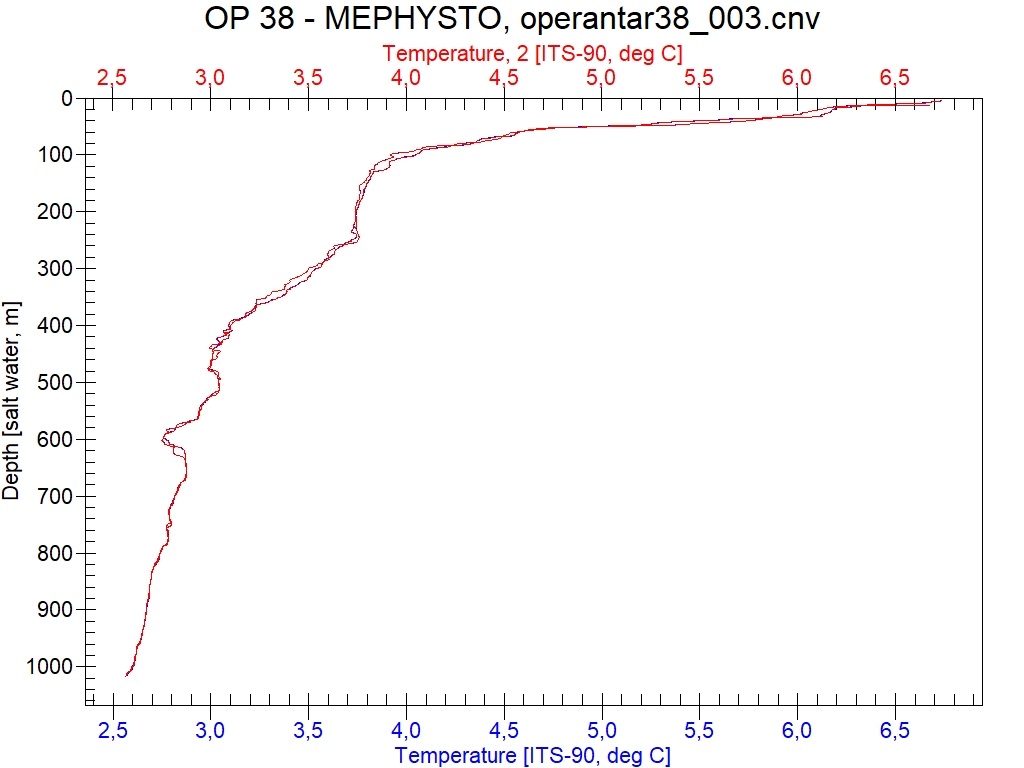 OP 38 - MEPHYSTO, operantar38_003.cnv
Temperature, 2 [ITS-90, deg C]
2,5 3,0 3,5 4,0 4,5 5,0 5,5 6,0 6,5
0
100
200
300
400
500
600
700
800
900
1000
Depth [salt water, m]
2,5 3,0 3,5 4,0 4,5 5,0 5,5 6,0 6,5
Temperature [ITS-90, deg C]